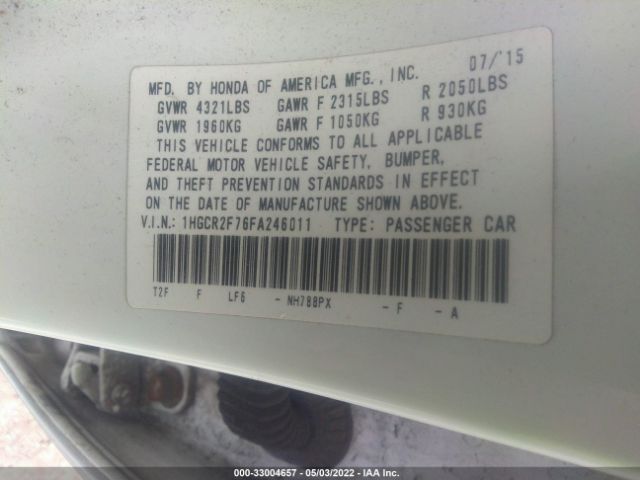 07/'15
MFD. BY HONDA OF AMERICA MFG., INC.
GVWR 4321LBS GAWR F 2315LBS R 2050LBS
GVWR 1960KG GAWR F 1050KG R 930KG
THIS VEHICLE CONFORMS TO ALL APPLICABLE
FEDERAL MOTOR VEHICLE SAFETY, BUMPER,
AND THEFT PREVENTION STANDARDS IN EFFECT
ON THE DATE OF MANUFACTURE SHOWN ABOVE.
V.I.N.: 1HGCR2F76FA246011 TYPE: PASSENGER CAR
T2F F LF6 - NH788PX - F - A
000-33004657 - 05/03/2022 - IAA Inc.